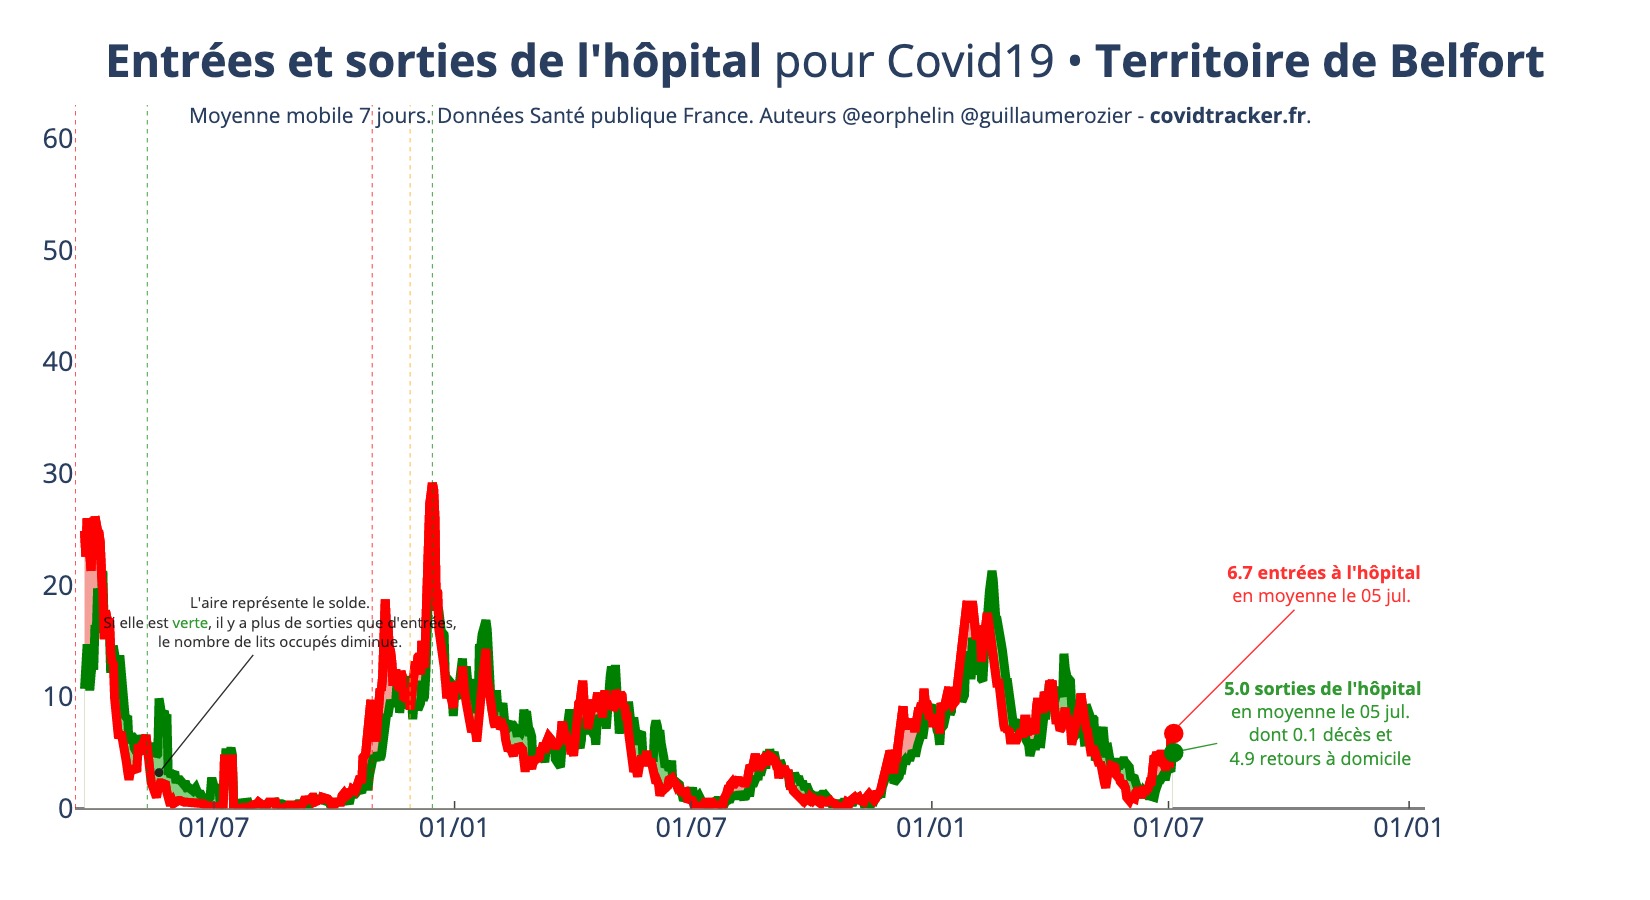 Entrées et sorties de l'hôpital pour Covid19 • Territoire de Belfort
Moyenne mobile 7 jours. Données Santé publique France. Auteurs @eorphelin @guillaumerozier - covidtracker.fr.
60
50
40
30
20
10
0
L'aire représente le solde.
Si elle est verte, il y a plus de sorties que d'entrées,
le nombre de lits occupés diminue.
6.7 entrées à l'hôpital
en moyenne le 05 jul.
5.0 sorties de l'hôpital
en moyenne le 05 jul.
dont 0.1 décès et
4.9 retours à domicile
01/07
01/01
01/07
01/01
01/07
01/01